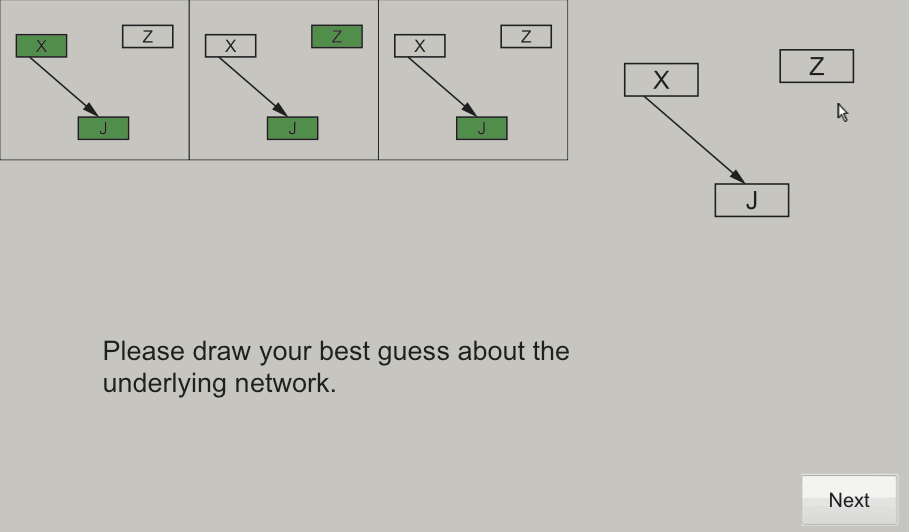 X Z X Z X Z
J J J
X Z
J
Please draw your best guess about the
underlying network.
Next